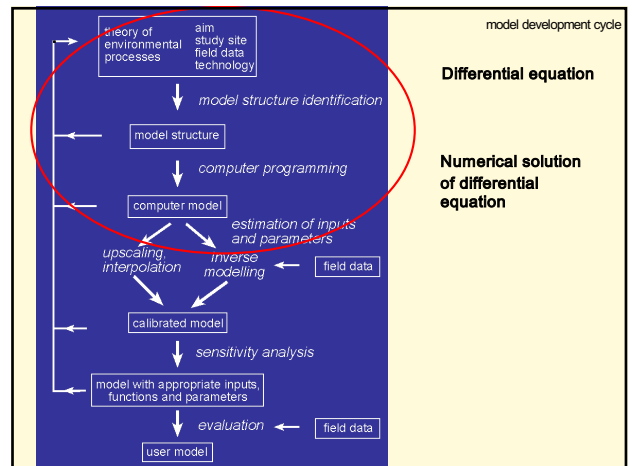 model development cycle
theory of
environmental
processes
aim
study site
field data
technology
Differential equation
model structure identification
model structure
computer programming
Numerical solution
of differential
equation
computer model
estimation of inputs
and parameters
upscaling,
interpolation
inverse
modelling
field data
calibrated model
sensitivity analysis
model with appropriate inputs,
functions and parameters
evaluation
field data
user model